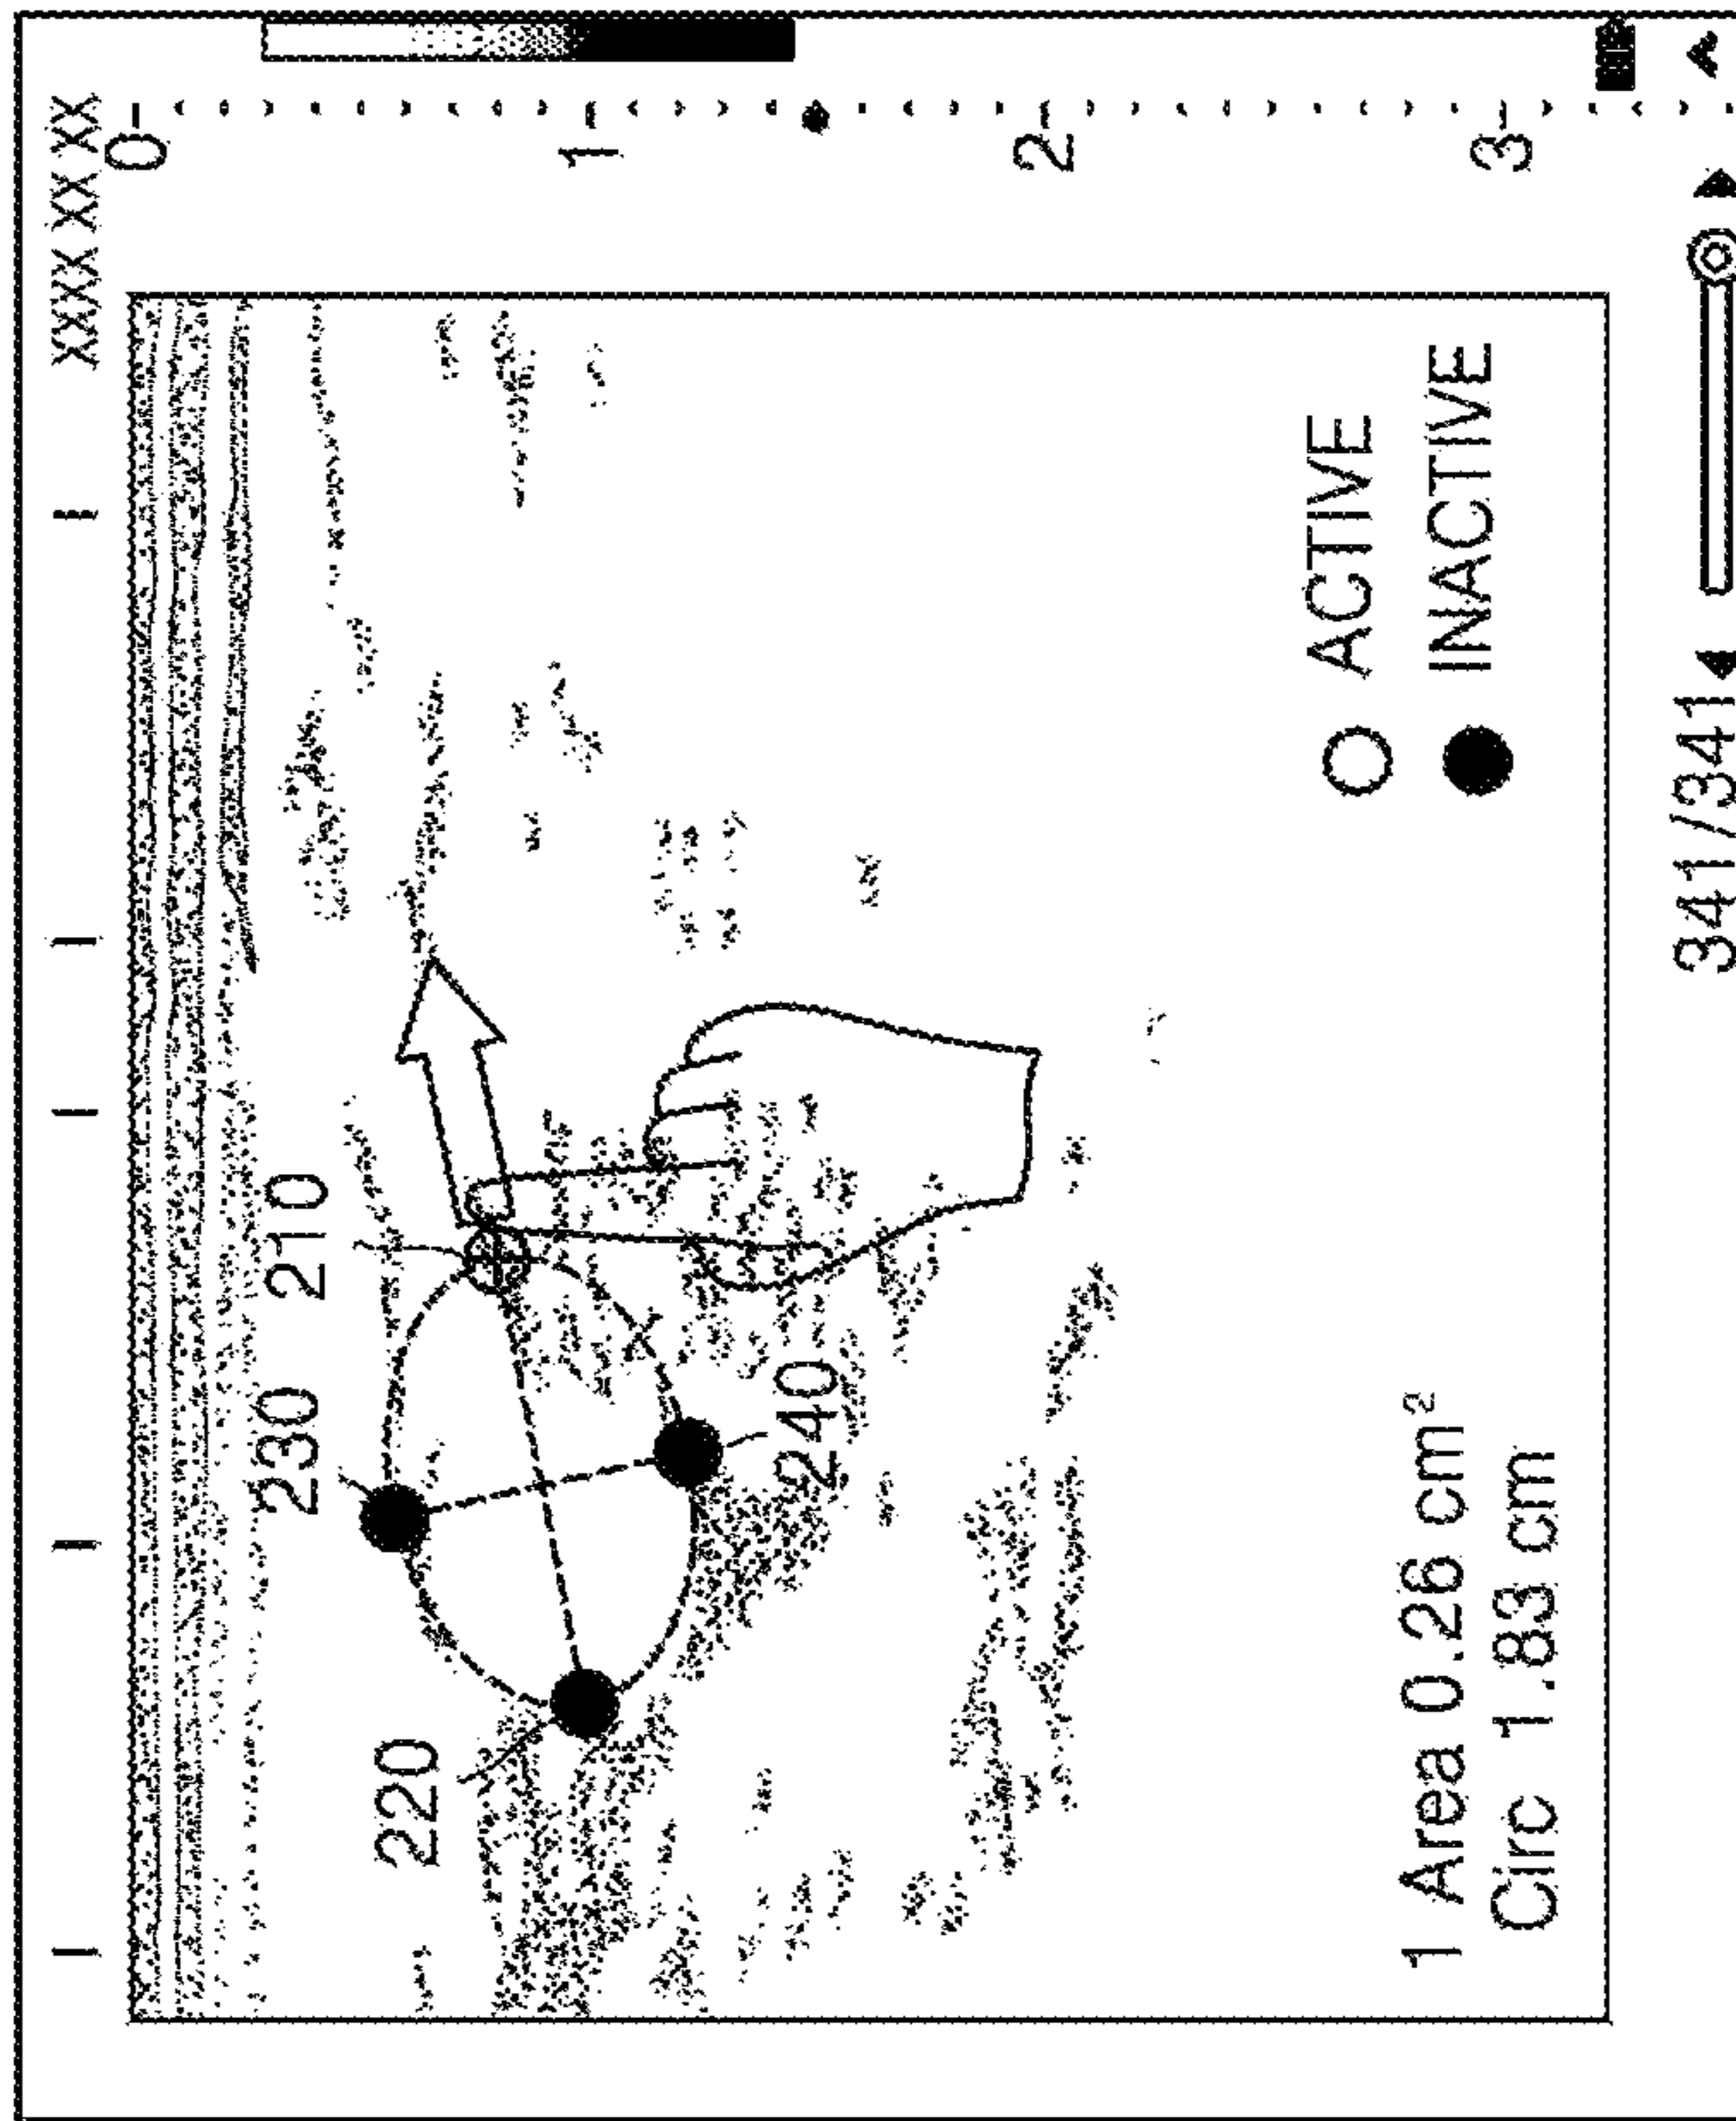 XXXX XX XX
0
210
230
220
1
240
2
ACTIVE
INACTIVE
1 Area 0.26 cm²
Circ 1.83 cm
3
341/341